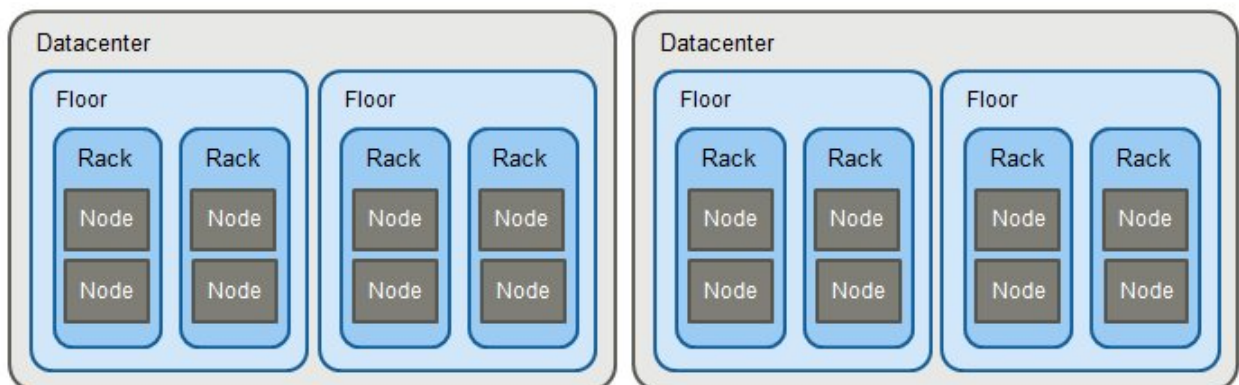 Datacenter Datacenter
Floor Floor Floor Floor
Rack Rack Rack Rack Rack Rack Rack Rack
Node Node Node Node Node Node Node Node
Node Node Node Node Node Node Node Node